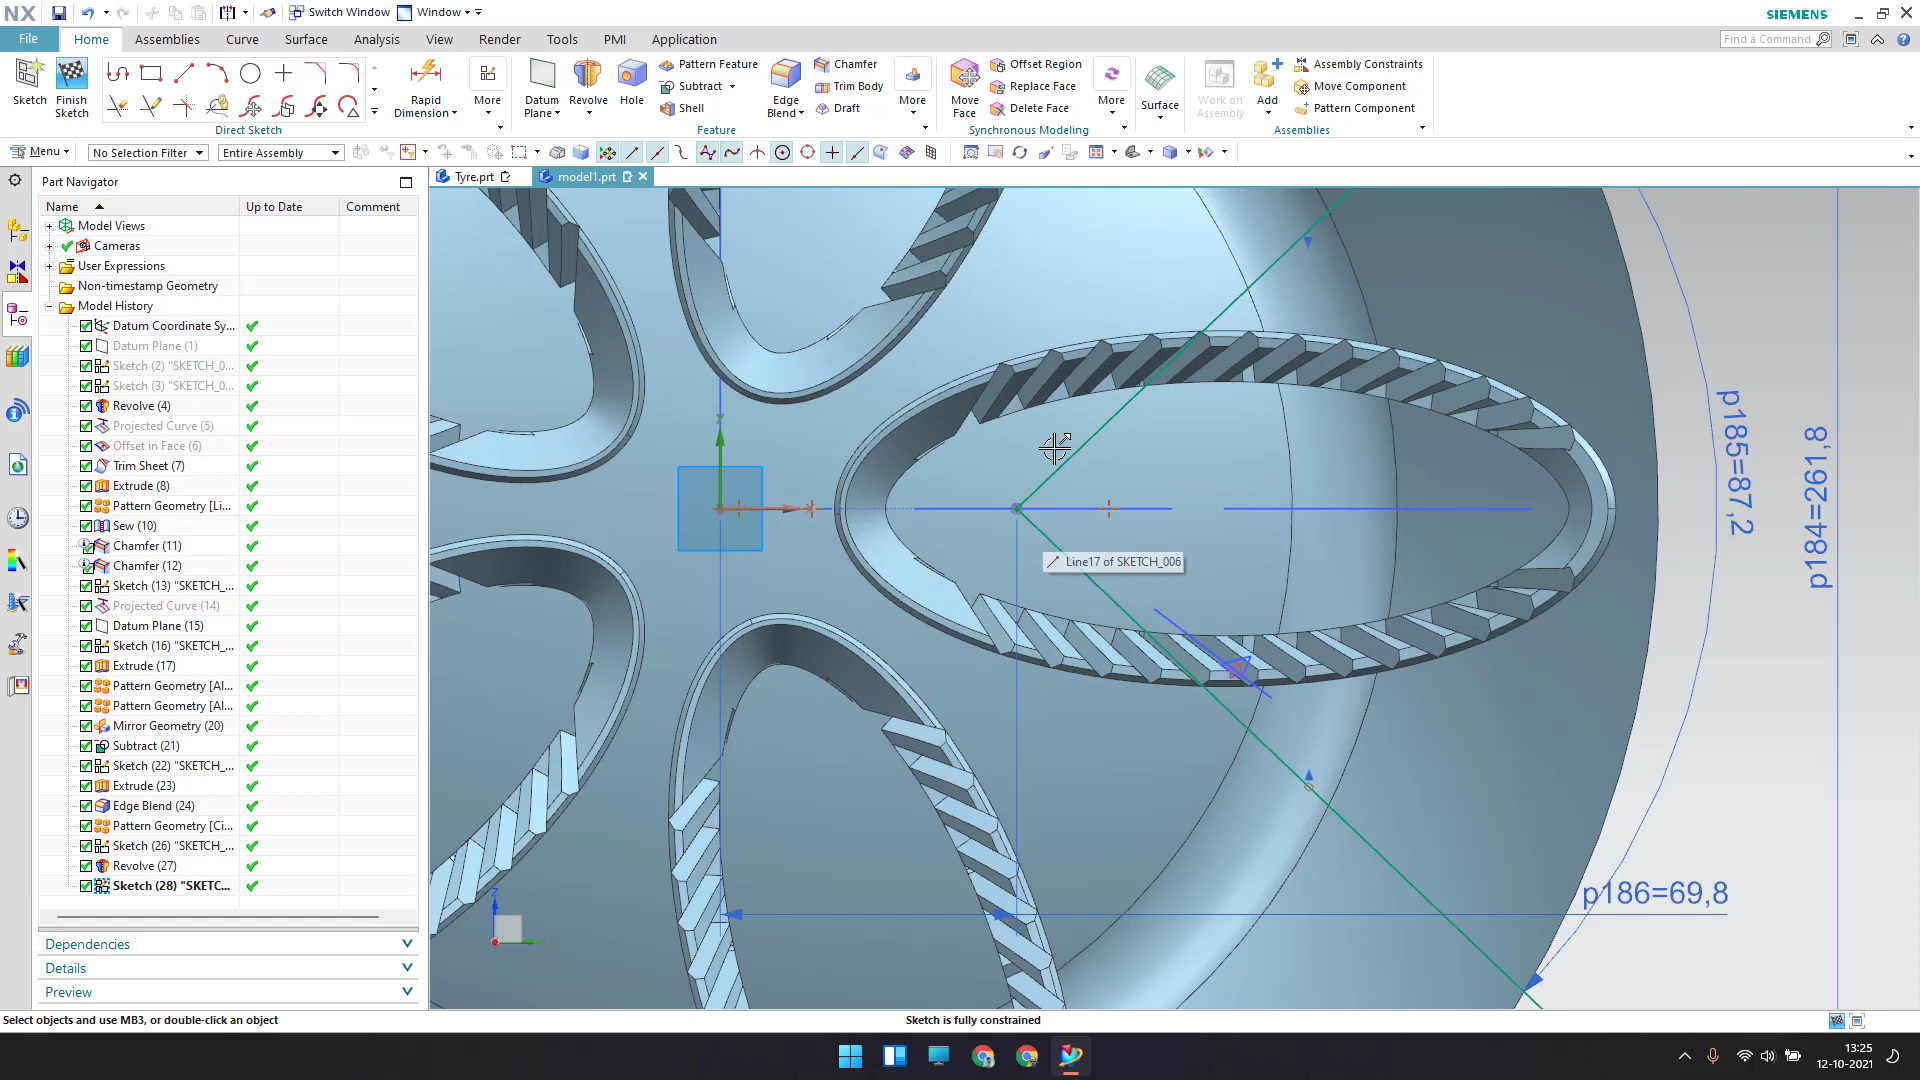 NX
Switch Window
Window
SIEMENS
File
Home
Assemblies
Curve
Surface
Analysis
View
Render
Tools
PMI
Application
Find a Command
Sketch
Finish
Sketch
Rapid
Dimension
More
Direct Sketch
Datum
Plane
Revolve
Hole
Pattern Feature
Subtract
Shell
Edge
Blend
Chamfer
Trim Body
Draft
More
Feature
Move
Face
Offset Region
Replace Face
Delete Face
More
Synchronous Modeling
Surface
Work on
Assembly
Add
Assembly Constraints
Move Component
Pattern Component
Assemblies
Menu
No Selection Filter
Entire Assembly
Part Navigator
Tyre.prt
model1.prt
Name Up to Date Comment
Model Views
Cameras
User Expressions
Non-timestamp Geometry
Model History
Datum Coordinate Sy...
Datum Plane (1)
Sketch (2) "SKETCH_0...
Sketch (3) "SKETCH_0...
Revolve (4)
Projected Curve (5)
Offset in Face (6)
Trim Sheet (7)
Extrude (8)
Pattern Geometry [Li...
Sew (10)
Chamfer (11)
Chamfer (12)
Sketch (13) "SKETCH_...
Projected Curve (14)
Datum Plane (15)
Sketch (16) "SKETCH_...
Extrude (17)
Pattern Geometry [Al...
Pattern Geometry [Al...
Mirror Geometry (20)
Subtract (21)
Sketch (22) "SKETCH_...
Extrude (23)
Edge Blend (24)
Pattern Geometry [Ci...
Sketch (26) "SKETCH_...
Revolve (27)
Sketch (28) "SKETC...
Dependencies
Details
Preview
Line17 of SKETCH_006
p185=87,2
p184=261,8
p186=69,8
Z
Select objects and use MB3, or double-click an object
Sketch is fully constrained
13:25
12-10-2021